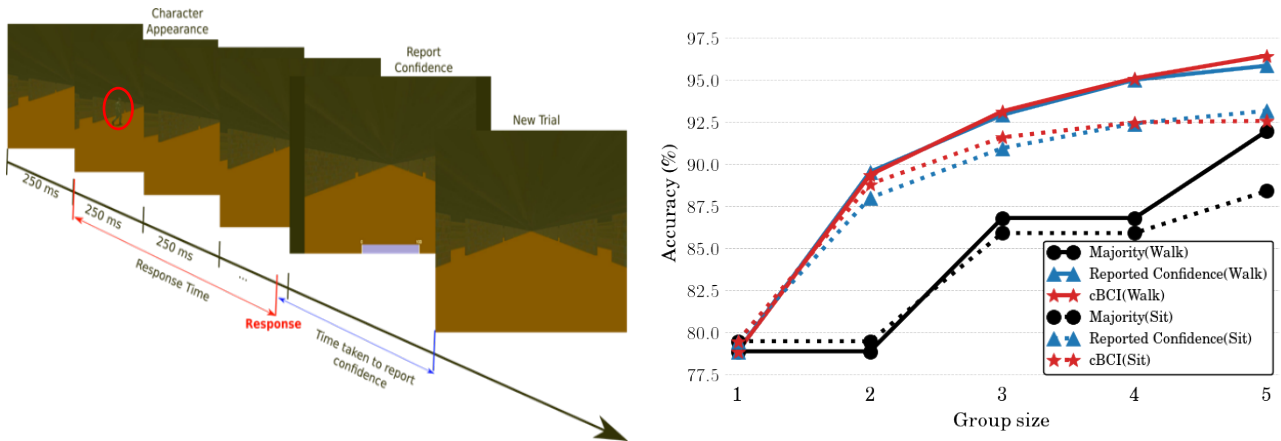 Character
Appearance
Report
Confidence
New Trial
250 ms
250 ms
250 ms
...
Response Time
Response
Time taken to report
confidence
Accuracy (%)
97.5
95.0
92.5
90.0
87.5
85.0
82.5
80.0
77.5
1 2 3 4 5
Group size
Majority(Walk)
Reported Confidence(Walk)
cBCI(Walk)
Majority(Sit)
Reported Confidence(Sit)
cBCI(Sit)